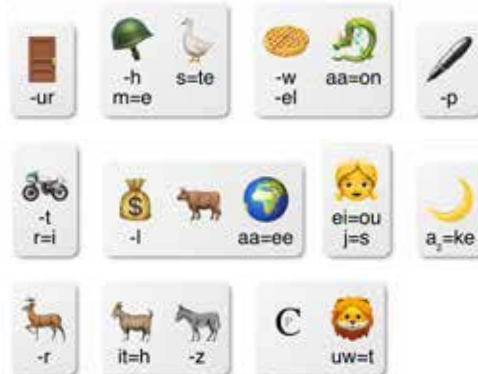 -ur -h s=te -w aa=on -p
m=e -el
-t -l aa=ee ei=ou a₂=ke
r=i j=s
-r it=h -z C uw=t